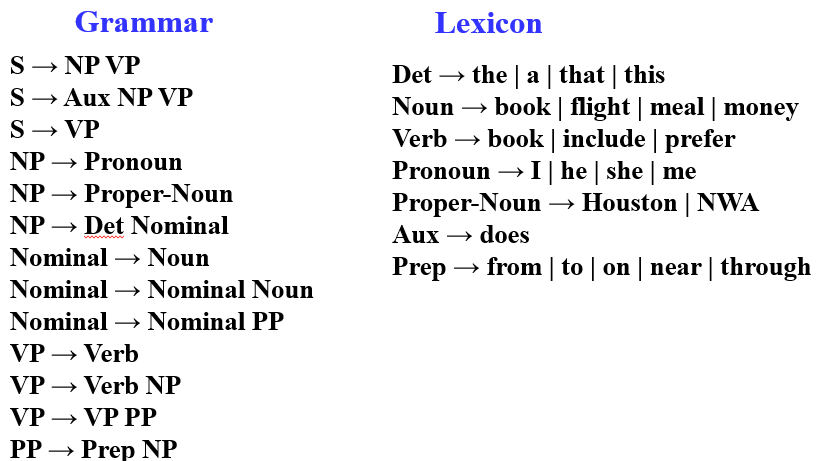 Grammar
S → NP VP
S → Aux NP VP
S → VP
NP → Pronoun
NP → Proper-Noun
NP → Det Nominal
Nominal → Noun
Nominal → Nominal Noun
Nominal → Nominal PP
VP → Verb
VP → Verb NP
VP → VP PP
PP → Prep NP
Lexicon
Det → the | a | that | this
Noun → book | flight | meal | money
Verb → book | include | prefer
Pronoun → I | he | she | me
Proper-Noun → Houston | NWA
Aux → does
Prep → from | to | on | near | through